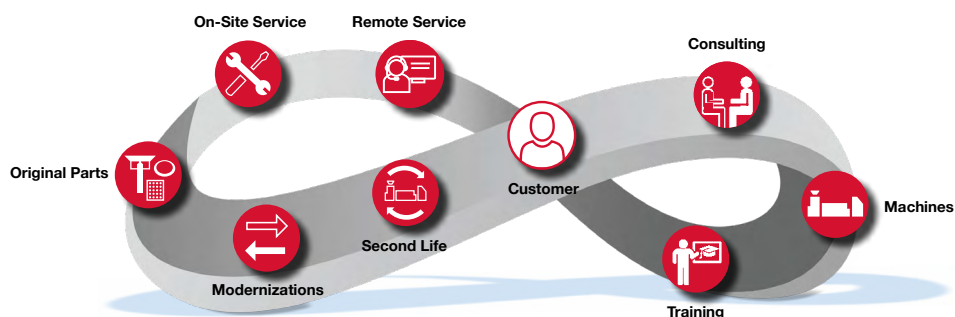 On-Site Service
Remote Service
Consulting
Original Parts
Customer
Machines
Second Life
Modernizations
Training